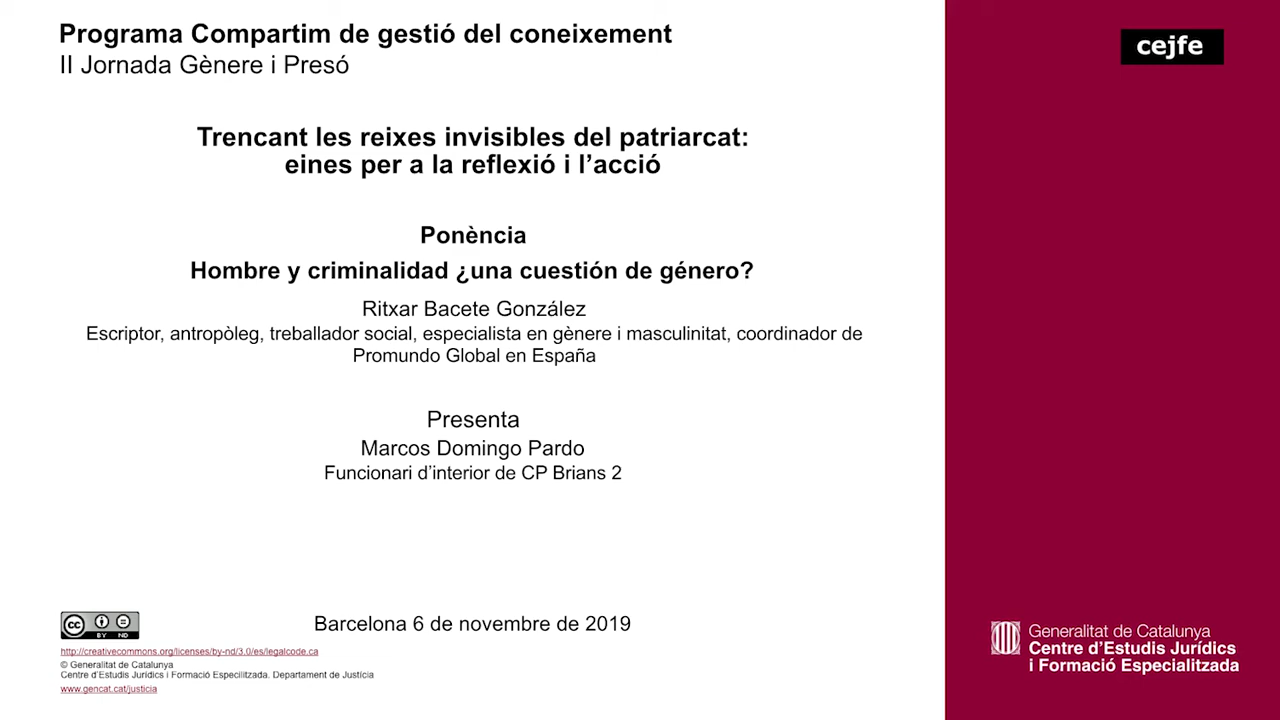 Programa Compartim de gestió del coneixement
II Jornada Gènere i Presó
cejfe
Trencant les reixes invisibles del patriarcat:
eines per a la reflexió i l’acció
Ponència
Hombre y criminalidad ¿una cuestión de género?
Ritxar Bacete González
Escriptor, antropòleg, treballador social, especialista en gènere i masculinitat, coordinador de
Promundo Global en España
Presenta
Marcos Domingo Pardo
Funcionari d’interior de CP Brians 2
Barcelona 6 de novembre de 2019
cc BY ND
http://creativecommons.org/licenses/by-nd/3.0/es/legalcode.ca
© Generalitat de Catalunya
Centre d’Estudis Jurídics i Formació Especilitzada. Departament de Justícia
www.gencat.cat/justicia
Generalitat de Catalunya
Centre d’Estudis Jurídics
i Formació Especialitzada